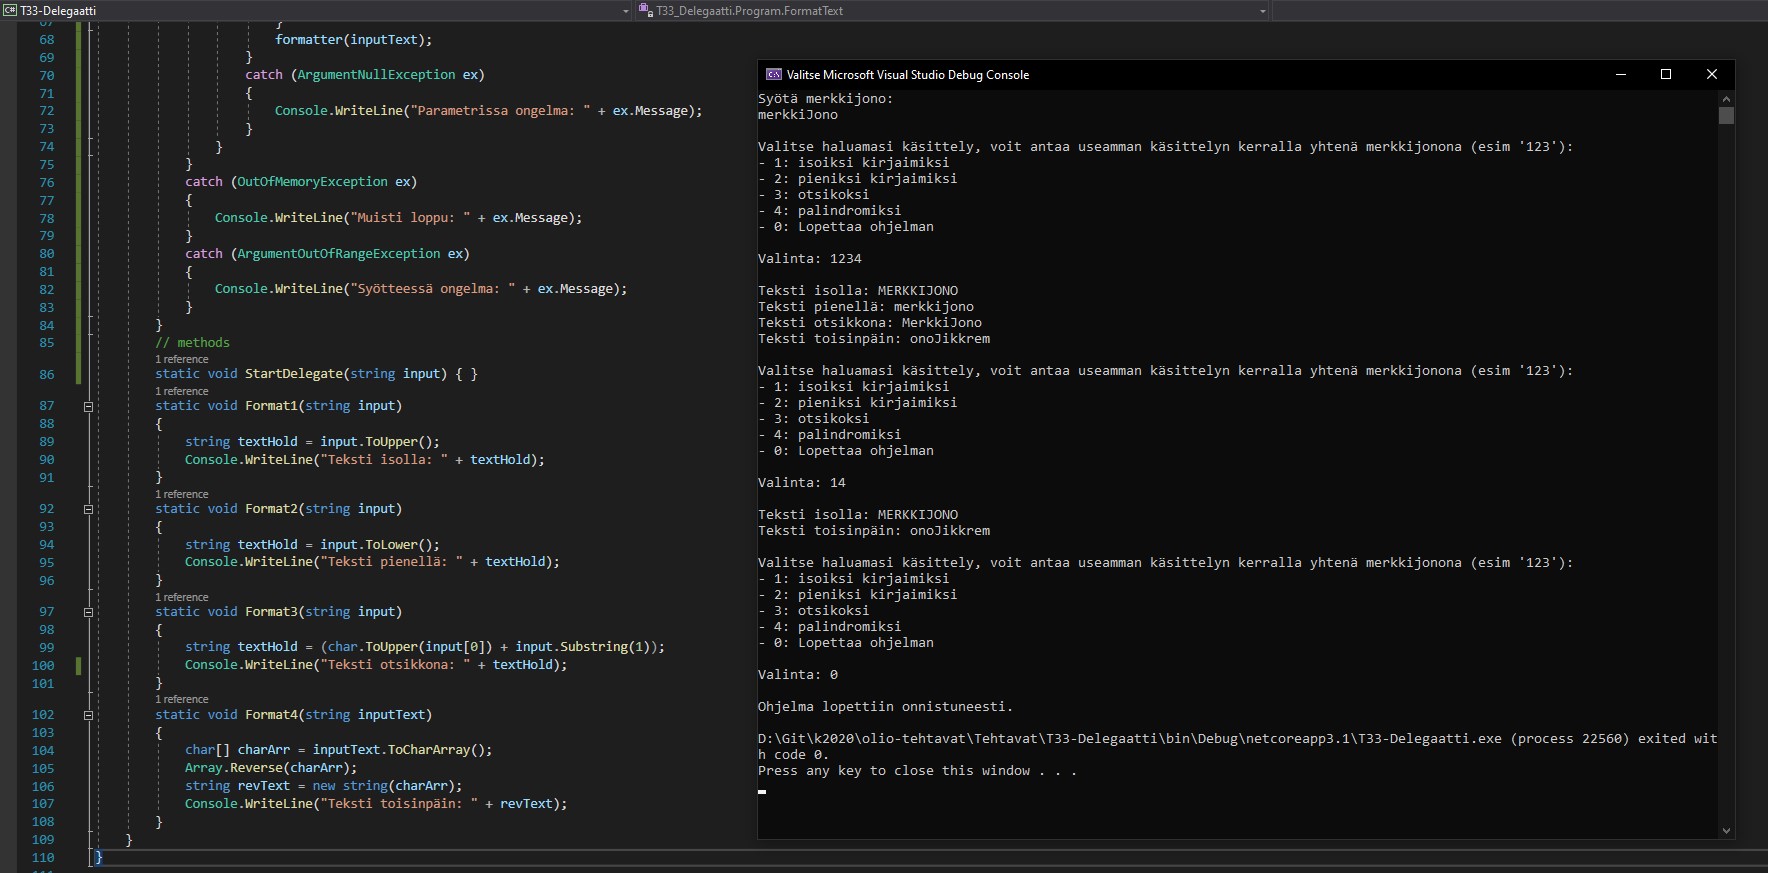 T33-Delegaatti
T33_Delegaatti.Program.FormatText
67 }
68 formatter(inputText);
69 }
70 catch (ArgumentNullException ex)
71 {
72 Console.WriteLine("Parametrissa ongelma: " + ex.Message);
73 }
74 }
75 }
76 catch (OutOfMemoryException ex)
77 {
78 Console.WriteLine("Muisti loppu: " + ex.Message);
79 }
80 catch (ArgumentOutOfRangeException ex)
81 {
82 Console.WriteLine("Syötteessä ongelma: " + ex.Message);
83 }
84 }
85 // methods
1 reference
86 static void StartDelegate(string input) { }
1 reference
87 static void Format1(string input)
88 {
89 string textHold = input.ToUpper();
90 Console.WriteLine("Teksti isolla: " + textHold);
91 }
1 reference
92 static void Format2(string input)
93 {
94 string textHold = input.ToLower();
95 Console.WriteLine("Teksti pienellä: " + textHold);
96 }
1 reference
97 static void Format3(string input)
98 {
99 string textHold = (char.ToUpper(input[0]) + input.Substring(1));
100 Console.WriteLine("Teksti otsikkona: " + textHold);
101 }
1 reference
102 static void Format4(string inputText)
103 {
104 char[] charArr = inputText.ToCharArray();
105 Array.Reverse(charArr);
106 string revText = new string(charArr);
107 Console.WriteLine("Teksti toisinpäin: " + revText);
108 }
109 }
110 }
Valitse Microsoft Visual Studio Debug Console
Syötä merkkijono:
merkkiJono
Valitse haluamasi käsittely, voit antaa useamman käsittelyn kerralla yhtenä merkkijonona (esim '123'):
- 1: isoiksi kirjaimiksi
- 2: pieniksi kirjaimiksi
- 3: otsikoksi
- 4: palindromiksi
- 0: Lopettaa ohjelman
Valinta: 1234
Teksti isolla: MERKKIJONO
Teksti pienellä: merkkijono
Teksti otsikkona: MerkkiJono
Teksti toisinpäin: onoJikkrem
Valitse haluamasi käsittely, voit antaa useamman käsittelyn kerralla yhtenä merkkijonona (esim '123'):
- 1: isoiksi kirjaimiksi
- 2: pieniksi kirjaimiksi
- 3: otsikoksi
- 4: palindromiksi
- 0: Lopettaa ohjelman
Valinta: 14
Teksti isolla: MERKKIJONO
Teksti toisinpäin: onoJikkrem
Valitse haluamasi käsittely, voit antaa useamman käsittelyn kerralla yhtenä merkkijonona (esim '123'):
- 1: isoiksi kirjaimiksi
- 2: pieniksi kirjaimiksi
- 3: otsikoksi
- 4: palindromiksi
- 0: Lopettaa ohjelman
Valinta: 0
Ohjelma lopettiin onnistuneesti.
D:\Git\k2020\olio-tehtavat\Tehtavat\T33-Delegaatti\bin\Debug\netcoreapp3.1\T33-Delegaatti.exe (process 22560) exited wit
h code 0.
Press any key to close this window . . .